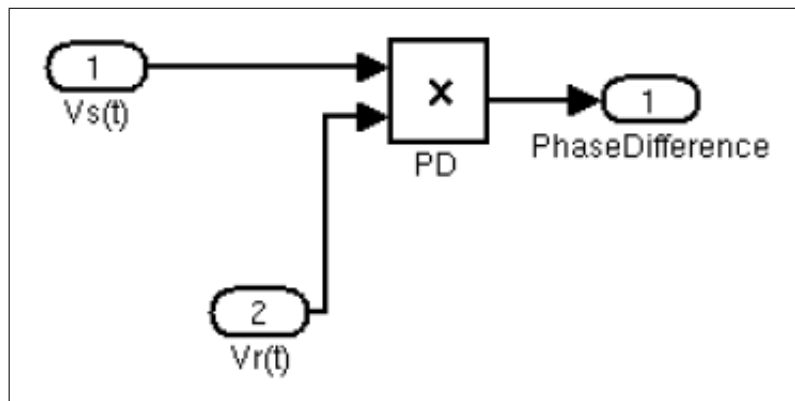 1
Vs(t)
×
PD
1
PhaseDifference
2
Vr(t)